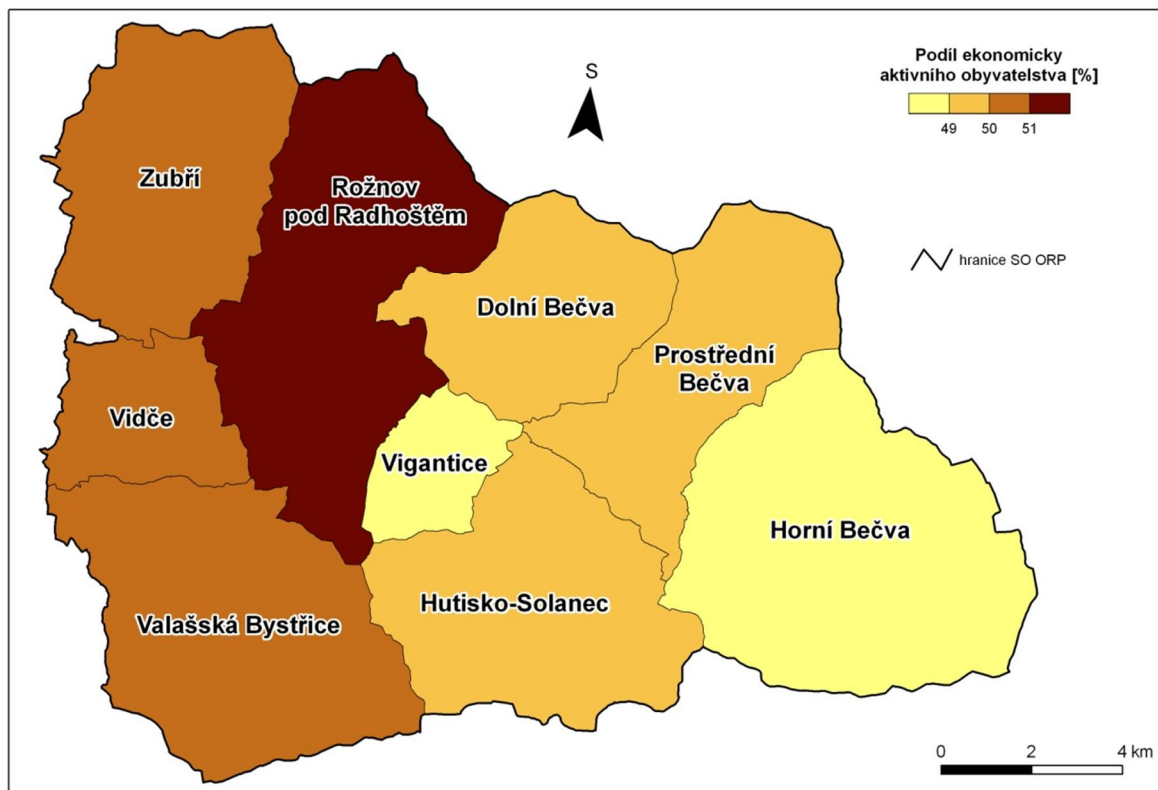 Podíl ekonomicky
aktivního obyvatelstva [%]
49 50 51
S
hranice SO ORP
Zubří
Rožnov
pod Radhoštěm
Dolní Bečva
Prostřední
Bečva
Vidče
Vigantice
Horní Bečva
Hutisko-Solanec
Valašská Bystřice
0 2 4 km